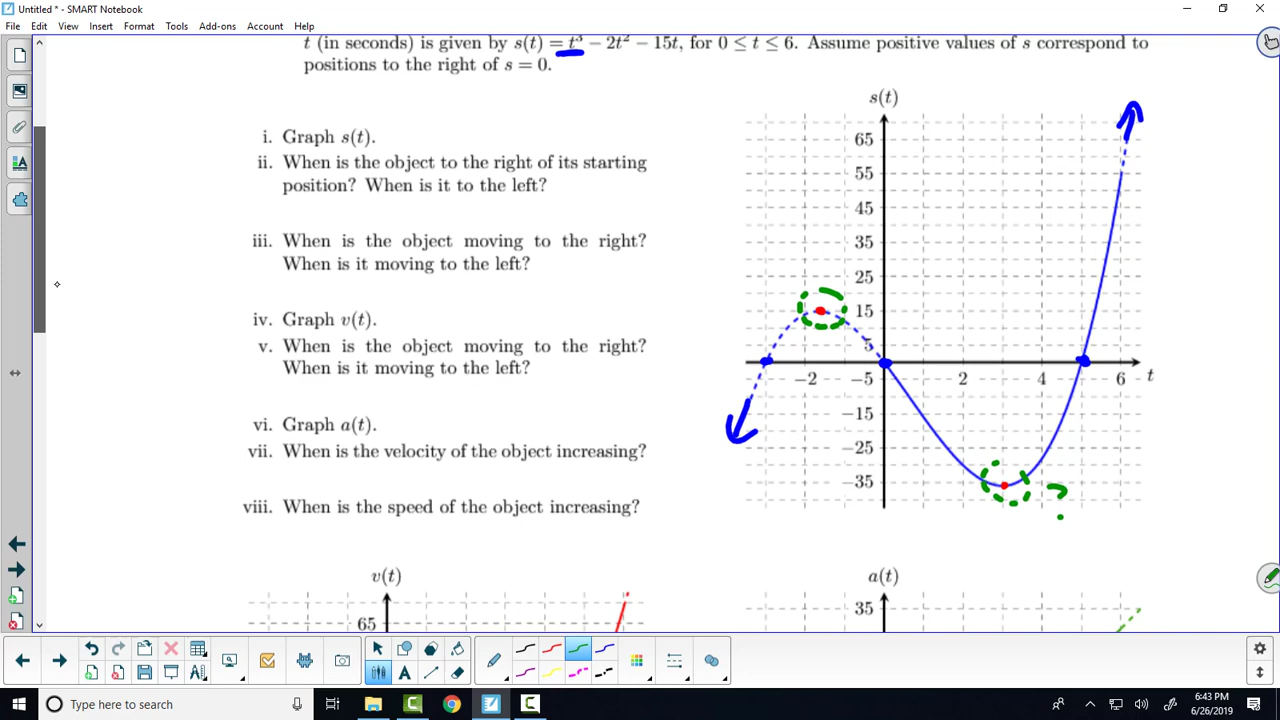 Untitled * - SMART Notebook
File Edit View Insert Format Tools Add-ons Account Help
t (in seconds) is given by s(t) = t³ − 2t² − 15t, for 0 ≤ t ≤ 6. Assume positive values of s correspond to
positions to the right of s = 0.
s(t)
i. Graph s(t).
ii. When is the object to the right of its starting
position? When is it to the left?
iii. When is the object moving to the right?
When is it moving to the left?
iv. Graph v(t).
v. When is the object moving to the right?
When is it moving to the left?
vi. Graph a(t).
vii. When is the velocity of the object increasing?
viii. When is the speed of the object increasing?
65
55
45
35
25
15
5
−2 −5 2 4 6 t
−15
−25
−35
?
v(t)
65
a(t)
35
Type here to search
6:43 PM
6/26/2019